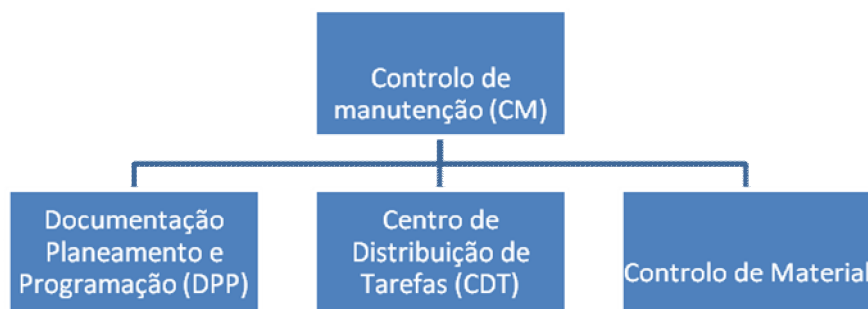 Controlo de
manutenção (CM)
Documentação
Planeamento e
Programação (DPP)
Centro de
Distribuição de
Tarefas (CDT)
Controlo de Material